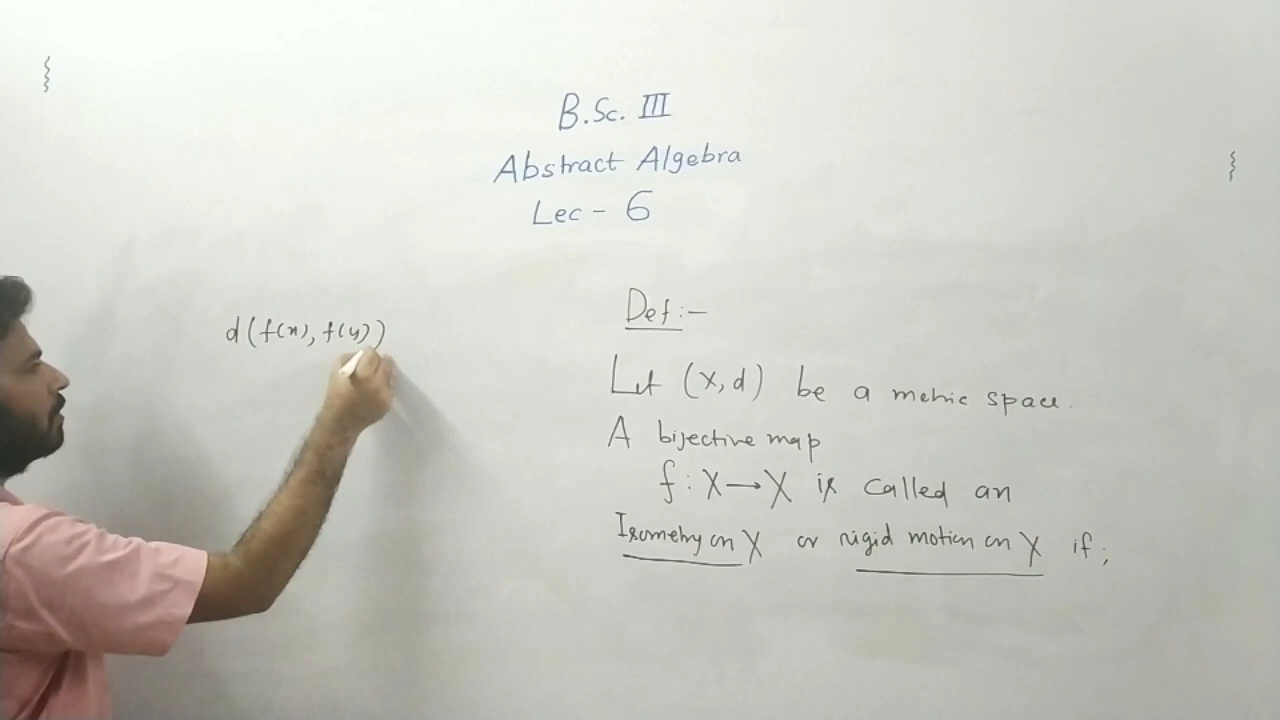 B.Sc. III
Abstract Algebra
Lec - 6
d(f(x), f(y))
Def:-
Let (X, d) be a metric space.
A bijective map
f : X → X is called an
Isometry on X or rigid motion on X if;